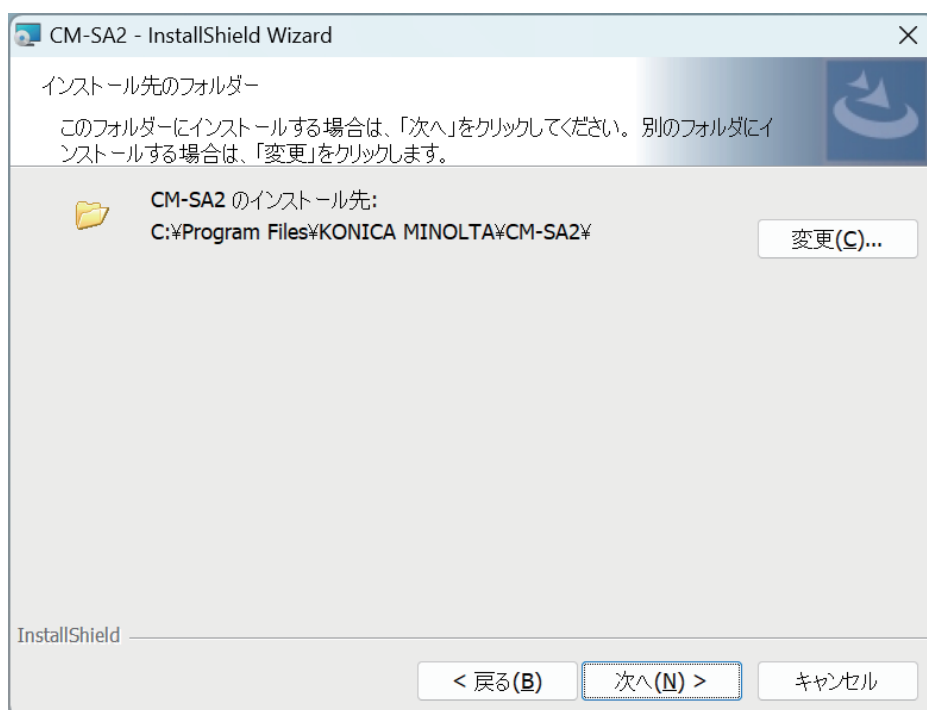 CM-SA2 - InstallShield Wizard
インストール先のフォルダー
このフォルダーにインストールする場合は、「次へ」をクリックしてください。別のフォルダにイ
ンストールする場合は、「変更」をクリックします。
CM-SA2 のインストール先:
C:¥Program Files¥KONICA MINOLTA¥CM-SA2¥
変更(C)...
InstallShield
< 戻る(B)
次へ(N) >
キャンセル